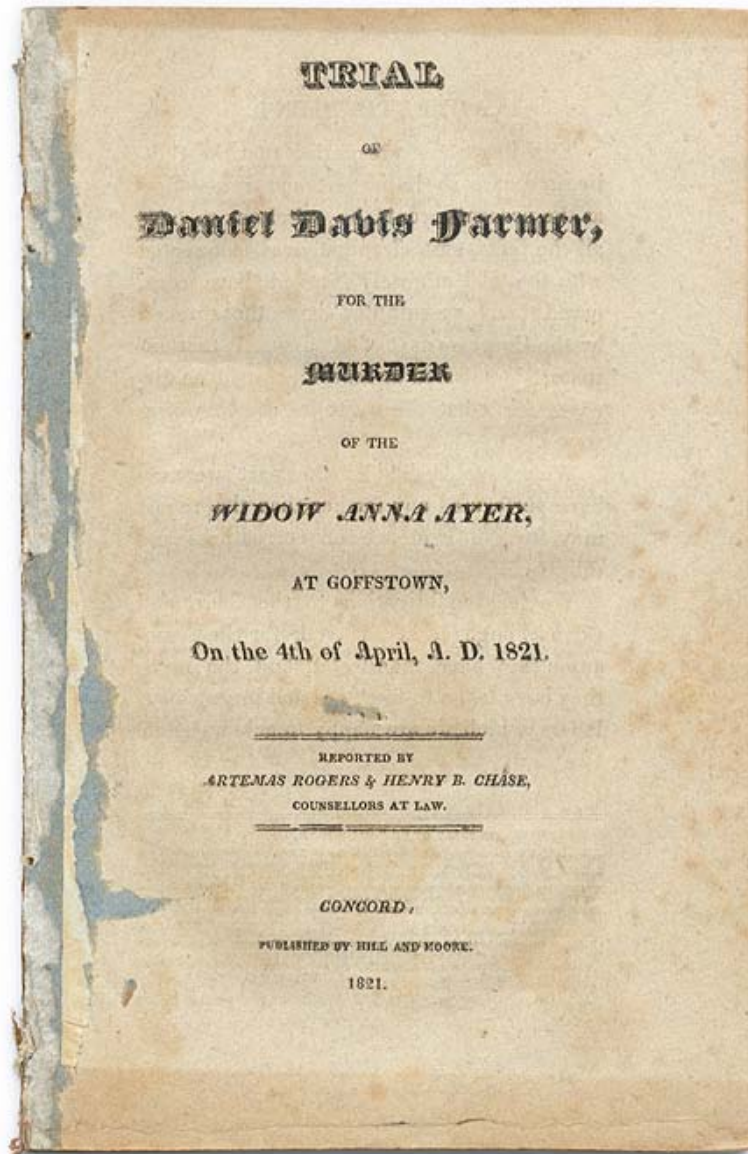 TRIAL
OF
Daniel Davis Farmer,
FOR THE
MURDER
OF THE
WIDOW ANNA AYER,
AT GOFFSTOWN,
On the 4th of April, A. D. 1821.
REPORTED BY
ARTEMAS ROGERS & HENRY B. CHASE,
COUNSELLORS AT LAW.
CONCORD,
PUBLISHED BY HILL AND MOORE.
1821.